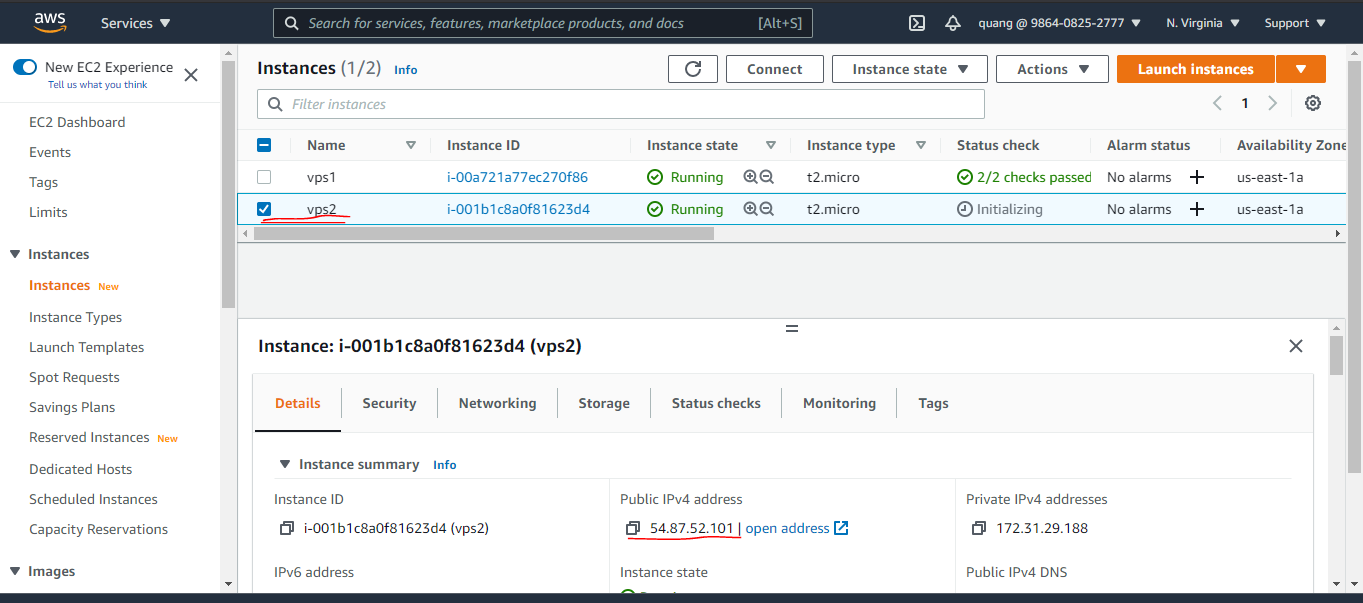 aws Services Search for services, features, marketplace products, and docs [Alt+S] quang @ 9864-0825-2777 N. Virginia Support
New EC2 Experience
Tell us what you think
EC2 Dashboard
Events
Tags
Limits
Instances
Instances New
Instance Types
Launch Templates
Spot Requests
Savings Plans
Reserved Instances New
Dedicated Hosts
Scheduled Instances
Capacity Reservations
Images
Instances (1/2) Info Connect Instance state Actions Launch instances
Filter instances 1
Name Instance ID Instance state Instance type Status check Alarm status Availability Zone
vps1 i-00a721a77ec270f86 Running t2.micro 2/2 checks passed No alarms + us-east-1a
vps2 i-001b1c8a0f81623d4 Running t2.micro Initializing No alarms + us-east-1a
Instance: i-001b1c8a0f81623d4 (vps2)
Details Security Networking Storage Status checks Monitoring Tags
Instance summary Info
Instance ID Public IPv4 address Private IPv4 addresses
i-001b1c8a0f81623d4 (vps2) 54.87.52.101 | open address 172.31.29.188
IPv6 address Instance state Public IPv4 DNS